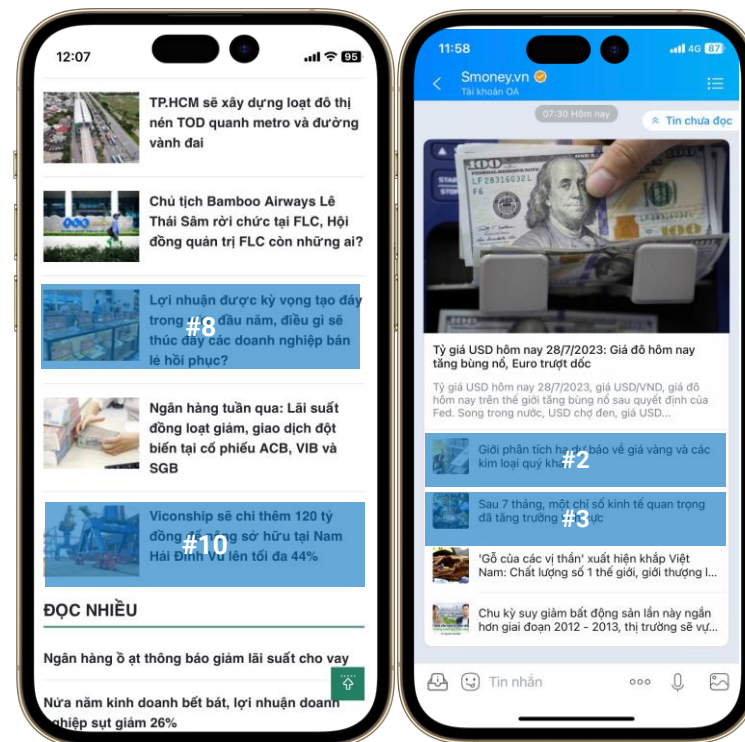 12:07
95
TP.HCM sẽ xây dựng loạt đô thị
nén TOD quanh metro và đường
vành đai
Chủ tịch Bamboo Airways Lê
Thái Sâm rời chức tại FLC, Hội
đồng quản trị FLC còn những ai?
Lợi nhuận được kỳ vọng tạo đáy
trong đầu năm, điều gì sẽ
#8
thúc đẩy các doanh nghiệp bán
lẻ hồi phục?
Ngân hàng tuần qua: Lãi suất
đồng loạt giảm, giao dịch đột
biến tại cổ phiếu ACB, VIB và
SGB
Viconship sẽ chi thêm 120 tỷ
đồng để nâng sở hữu tại Nam
#10
Hải Đình Vũ lên tối đa 44%
ĐỌC NHIỀU
Ngân hàng ồ ạt thông báo giảm lãi suất cho vay
Nửa năm kinh doanh bết bát, lợi nhuận doanh
nghiệp sụt giảm 26%
11:58
4G 87
Smoney.vn
Tài khoản OA
07:30 Hôm nay
Tin chưa đọc
100
LF 28316032 L
F6
100
Tỷ giá USD hôm nay 28/7/2023: Giá đô hôm nay
tăng bùng nổ, Euro trượt dốc
Tỷ giá USD hôm nay 28/7/2023, giá USD/VND, giá đô
hôm nay trên thế giới tăng bùng nổ sau quyết định của
Fed. Song trong nước, USD chợ đen, giá USD...
Giới phân tích hạ dự báo về giá vàng và các
kim loại quý
#2
Sau 7 tháng, một chỉ số kinh tế quan trọng
đã tăng trưởng
#3
'Gỗ của các vị thần' xuất hiện khắp Việt
Nam: Chất lượng số 1 thế giới, giới thượng l...
Chu kỳ suy giảm bất động sản lần này ngắn
hơn giai đoạn 2012 - 2013, thị trường sẽ vự...
Tin nhắn